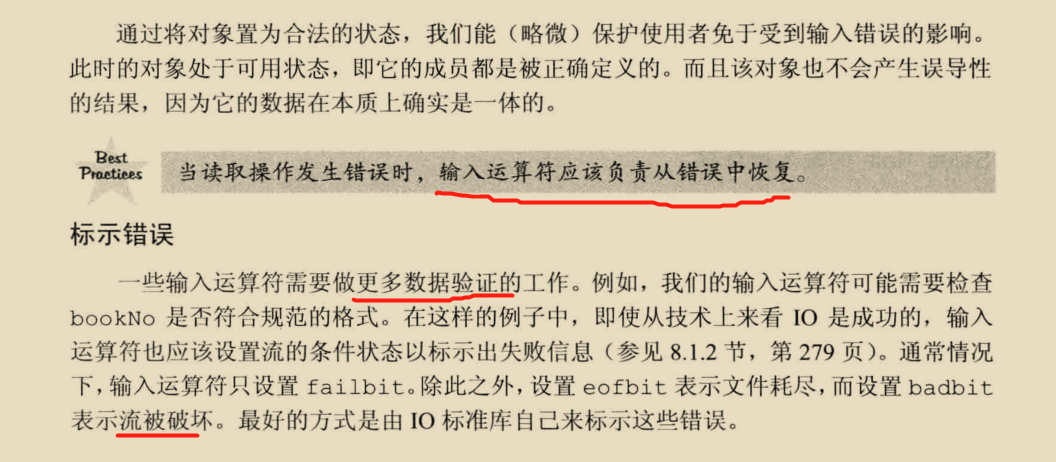 通过将对象置为合法的状态，我们能（略微）保护使用者免于受到输入错误的影响。
此时的对象处于可用状态，即它的成员都是被正确定义的。而且该对象也不会产生误导性
的结果，因为它的数据在本质上确实是一体的。
Best
Practices
当读取操作发生错误时，输入运算符应该负责从错误中恢复。
标示错误
一些输入运算符需要做更多数据验证的工作。例如，我们的输入运算符可能需要检查
bookNo 是否符合规范的格式。在这样的例子中，即使从技术上来看 IO 是成功的，输入
运算符也应该设置流的条件状态以标示出失败信息（参见 8.1.2 节，第 279 页）。通常情况
下，输入运算符只设置 failbit。除此之外，设置 eofbit 表示文件耗尽，而设置 badbit
表示流被破坏。最好的方式是由 IO 标准库自己来标示这些错误。